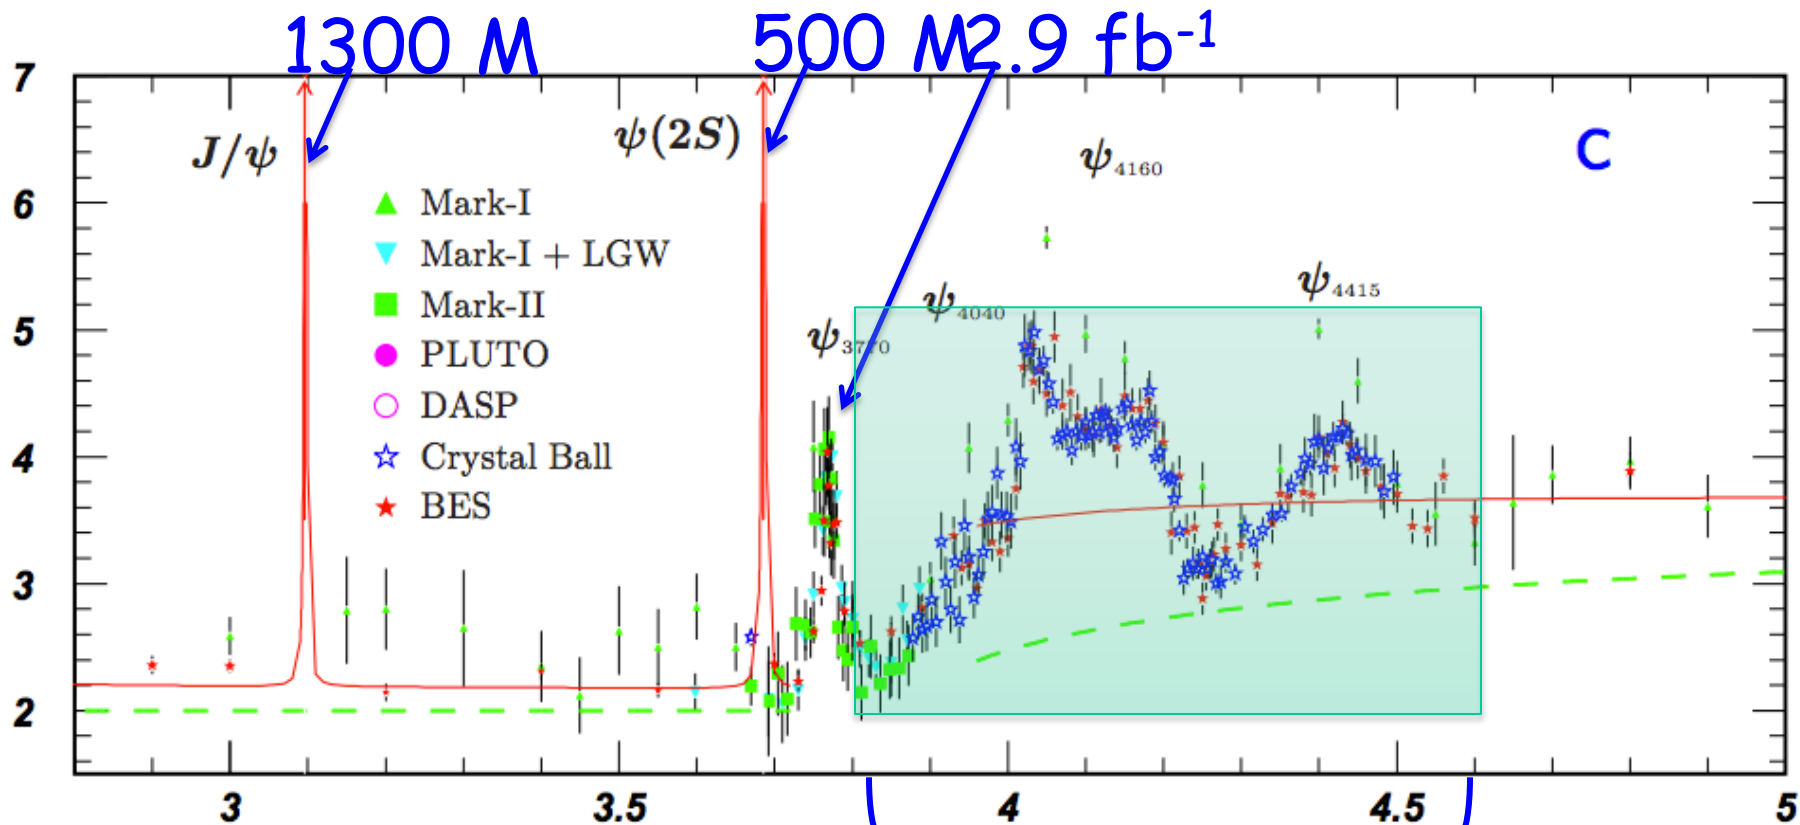 1300 M
500 M
2.9 fb-1
7
J/ψ
ψ(2S)
ψ4160
C
6
Mark-I
Mark-I + LGW
Mark-II
PLUTO
DASP
Crystal Ball
BES
ψ3770
ψ4040
ψ4415
5
4
3
2
3
3.5
4
4.5
5